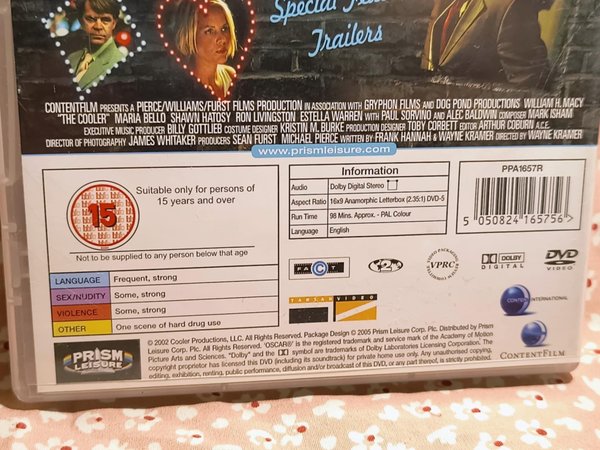 Special
Trailers
CONTENTFILM PRESENTS A PIERCE/WILLIAMS/FURST FILMS PRODUCTION IN ASSOCIATION WITH GRYPHON FILMS AND DOG POND PRODUCTIONS WILLIAM H. MACY
"THE COOLER" MARIA BELLO SHAWN HATOSY RON LIVINGSTON ESTELLA WARREN WITH PAUL SORVINO AND ALEC BALDWIN COMPOSER MARK ISHAM
EXECUTIVE MUSIC PRODUCER BILLY GOTTLIEB COSTUME DESIGNER KRISTIN M. BURKE PRODUCTION DESIGNER TOBY CORBETT EDITOR ARTHUR COBURN A.C.E.
DIRECTOR OF PHOTOGRAPHY JAMES WHITAKER PRODUCERS SEAN FURST MICHAEL PIERCE WRITTEN BY FRANK HANNAH & WAYNE KRAMER DIRECTED BY WAYNE KRAMER
www.prismleisure.com
15
Suitable only for persons of
15 years and over
Not to be supplied to any person below that age
LANGUAGE Frequent, strong
SEX/NUDITY Some, strong
VIOLENCE Some, strong
OTHER One scene of hard drug use
Information
Audio Dolby Digital Stereo
Aspect Ratio 16x9 Anamorphic Letterbox (2.35:1) DVD-5
Run Time 98 Mins. Approx. - PAL Colour
Language English
PPA1657R
5 050824 165756 >
FACT
2
VPRC
DOLBY
DIGITAL
DVD
VIDEO
TARSAN VIDEO
CONTENT INTERNATIONAL
CONTENTFILM
PRISM
LEISURE
© 2002 Cooler Productions, LLC. All Rights Reserved. Package Design © 2005 Prism Leisure Corp. Plc. Distributed by Prism
Leisure Corp. Plc. All Rights Reserved. 'OSCAR®' is the registered trademark and service mark of the Academy of Motion
Picture Arts and Sciences. "Dolby" and the symbol are trademarks of Dolby Laboratories Licensing Corporation. The
copyright proprietor has licensed this DVD (including its soundtrack) for private home use only. Any unauthorised copying,
editing, exhibition, renting, public performance, diffusion and/or broadcast of this DVD, or any part thereof, is strictly prohibited.